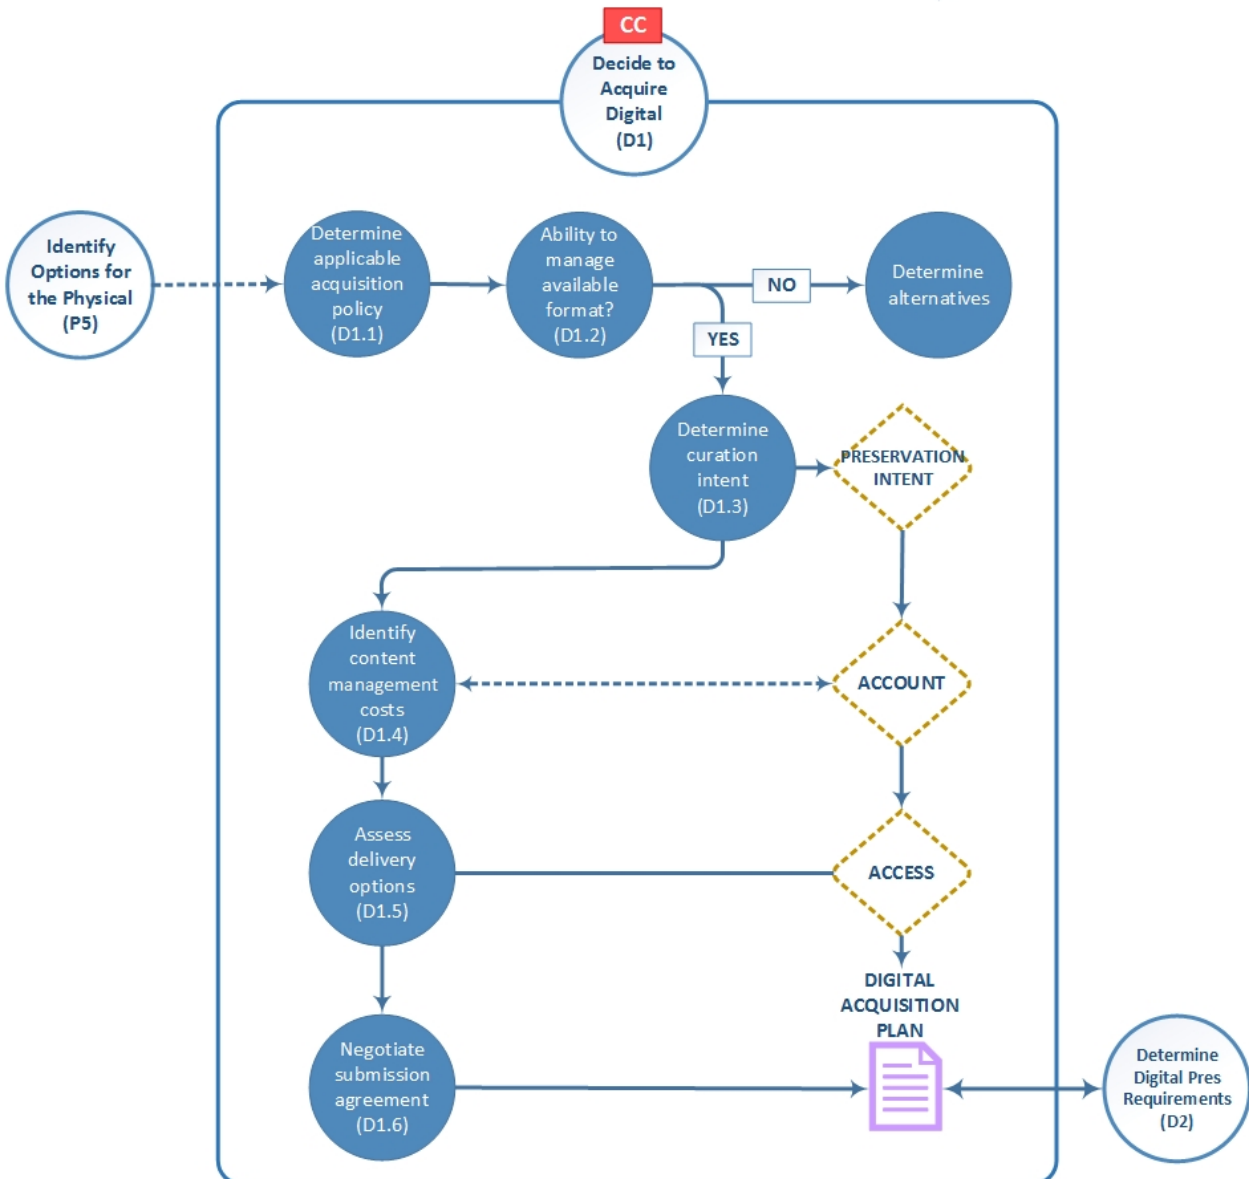 CC
Decide to
Acquire
Digital
(D1)
Identify
Options for
the Physical
(P5)
Determine
applicable
acquisition
policy
(D1.1)
Ability to
manage
available
format?
(D1.2)
NO
Determine
alternatives
YES
Determine
curation
intent
(D1.3)
PRESERVATION
INTENT
Identify
content
management
costs
(D1.4)
ACCOUNT
Assess
delivery
options
(D1.5)
ACCESS
DIGITAL
ACQUISITION
PLAN
Negotiate
submission
agreement
(D1.6)
Determine
Digital Pres
Requirements
(D2)